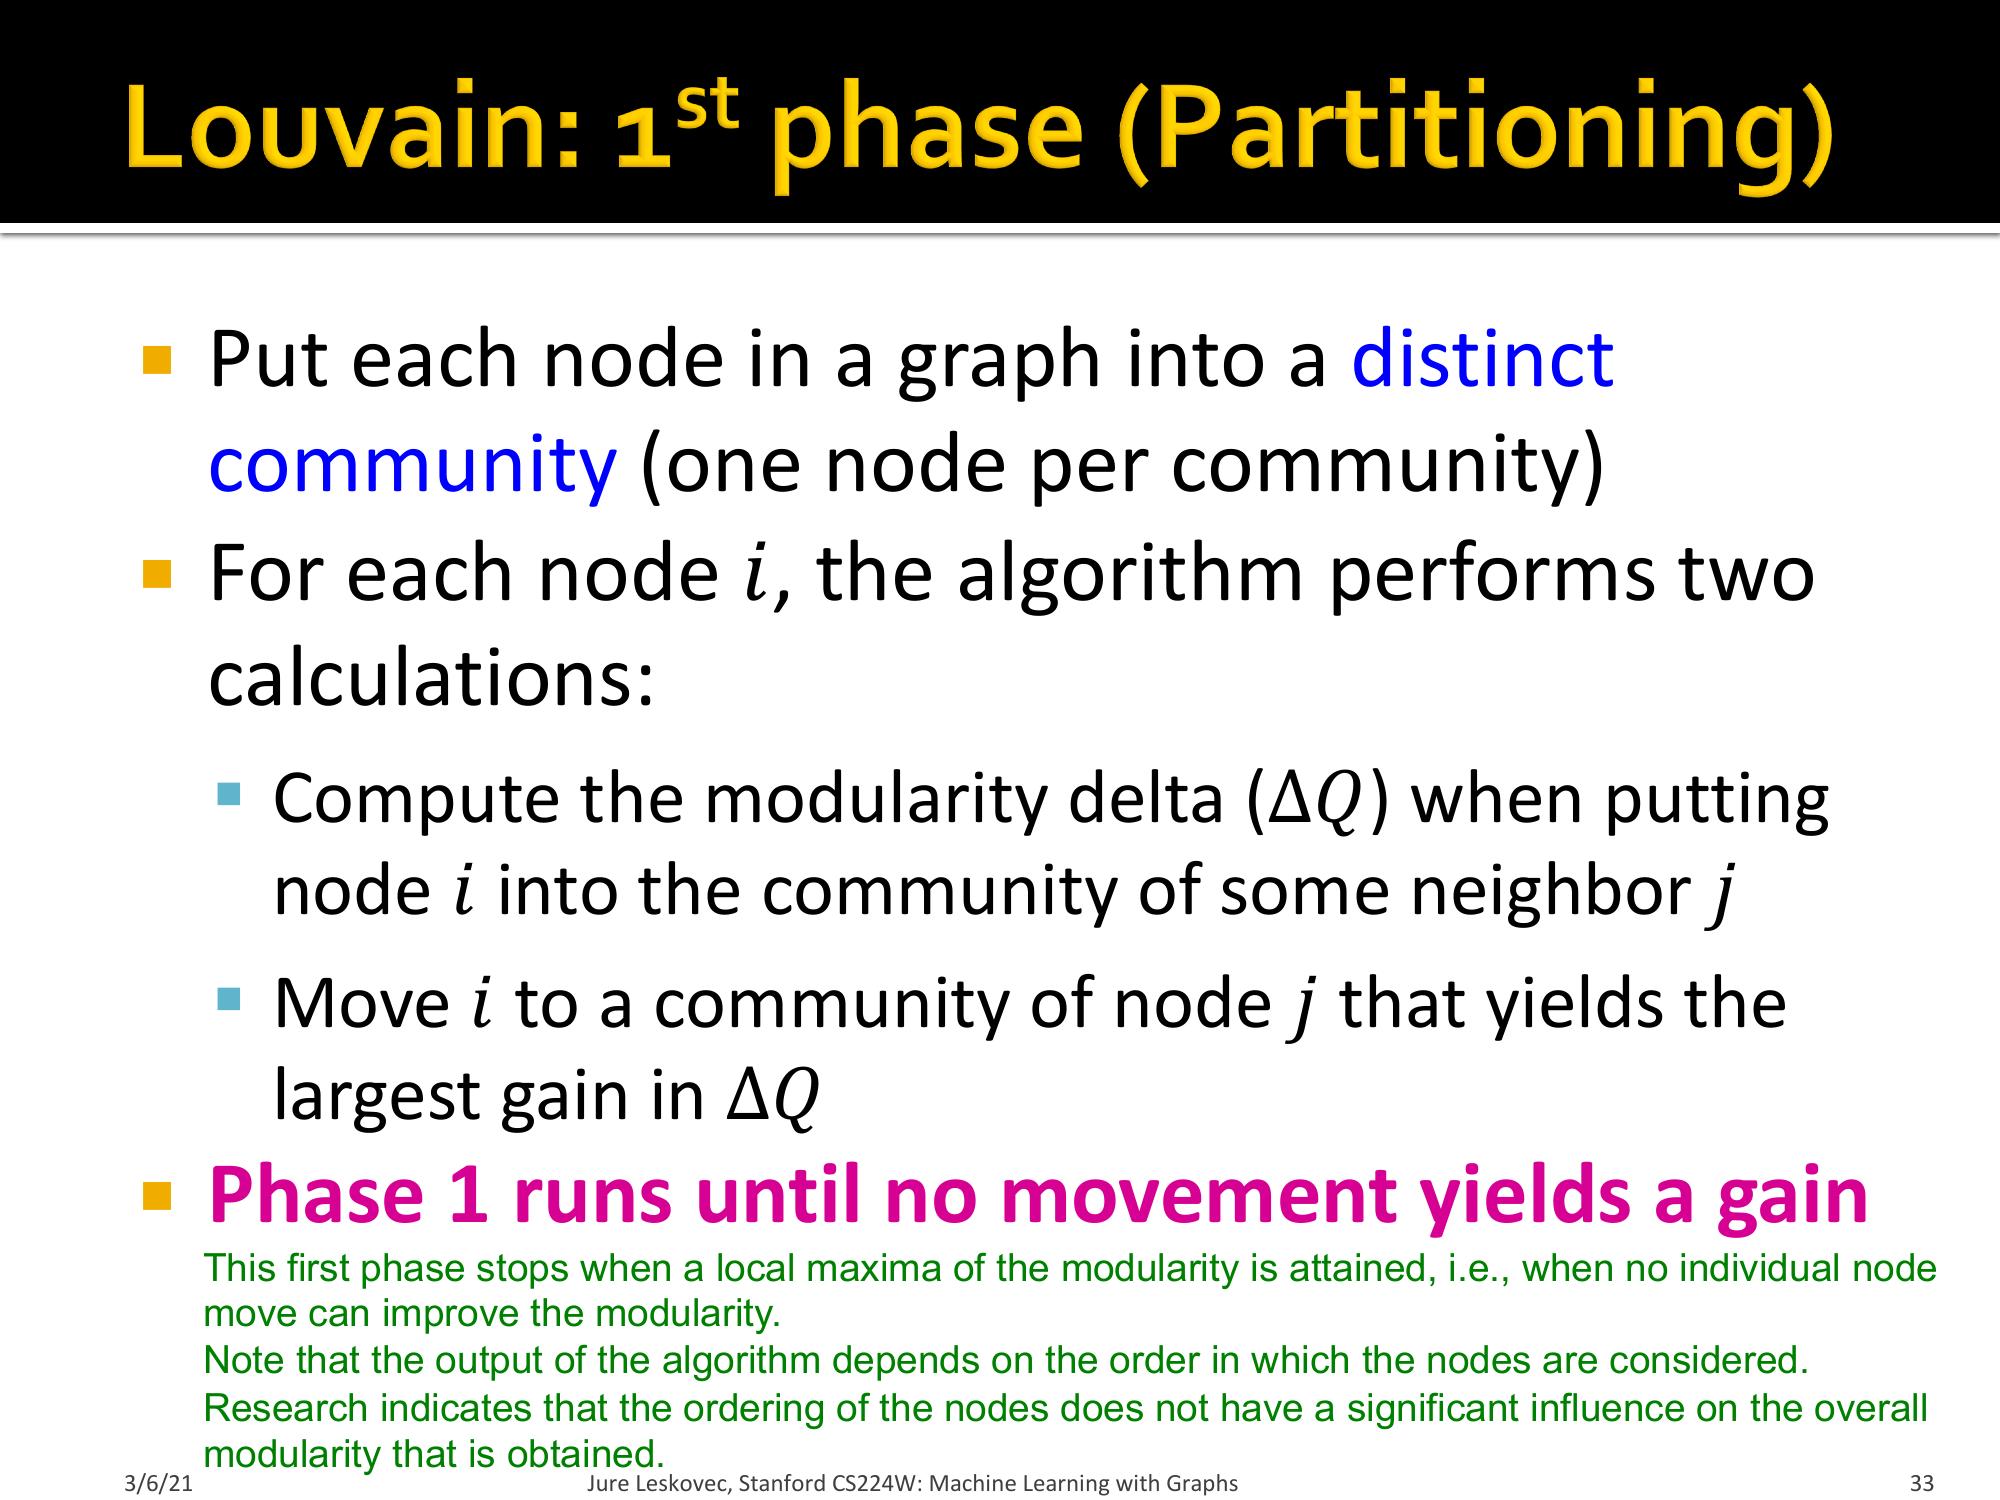 Louvain: 1st phase (Partitioning)
Put each node in a graph into a distinct
community (one node per community)
For each node 𝑖, the algorithm performs two
calculations:
Compute the modularity delta (∆𝑄) when putting
node 𝑖 into the community of some neighbor 𝑗
Move 𝑖 to a community of node 𝑗 that yields the
largest gain in ∆𝑄
Phase 1 runs until no movement yields a gain
This first phase stops when a local maxima of the modularity is attained, i.e., when no individual node
move can improve the modularity.
Note that the output of the algorithm depends on the order in which the nodes are considered.
Research indicates that the ordering of the nodes does not have a significant influence on the overall
modularity that is obtained.
3/6/21 Jure Leskovec, Stanford CS224W: Machine Learning with Graphs 33